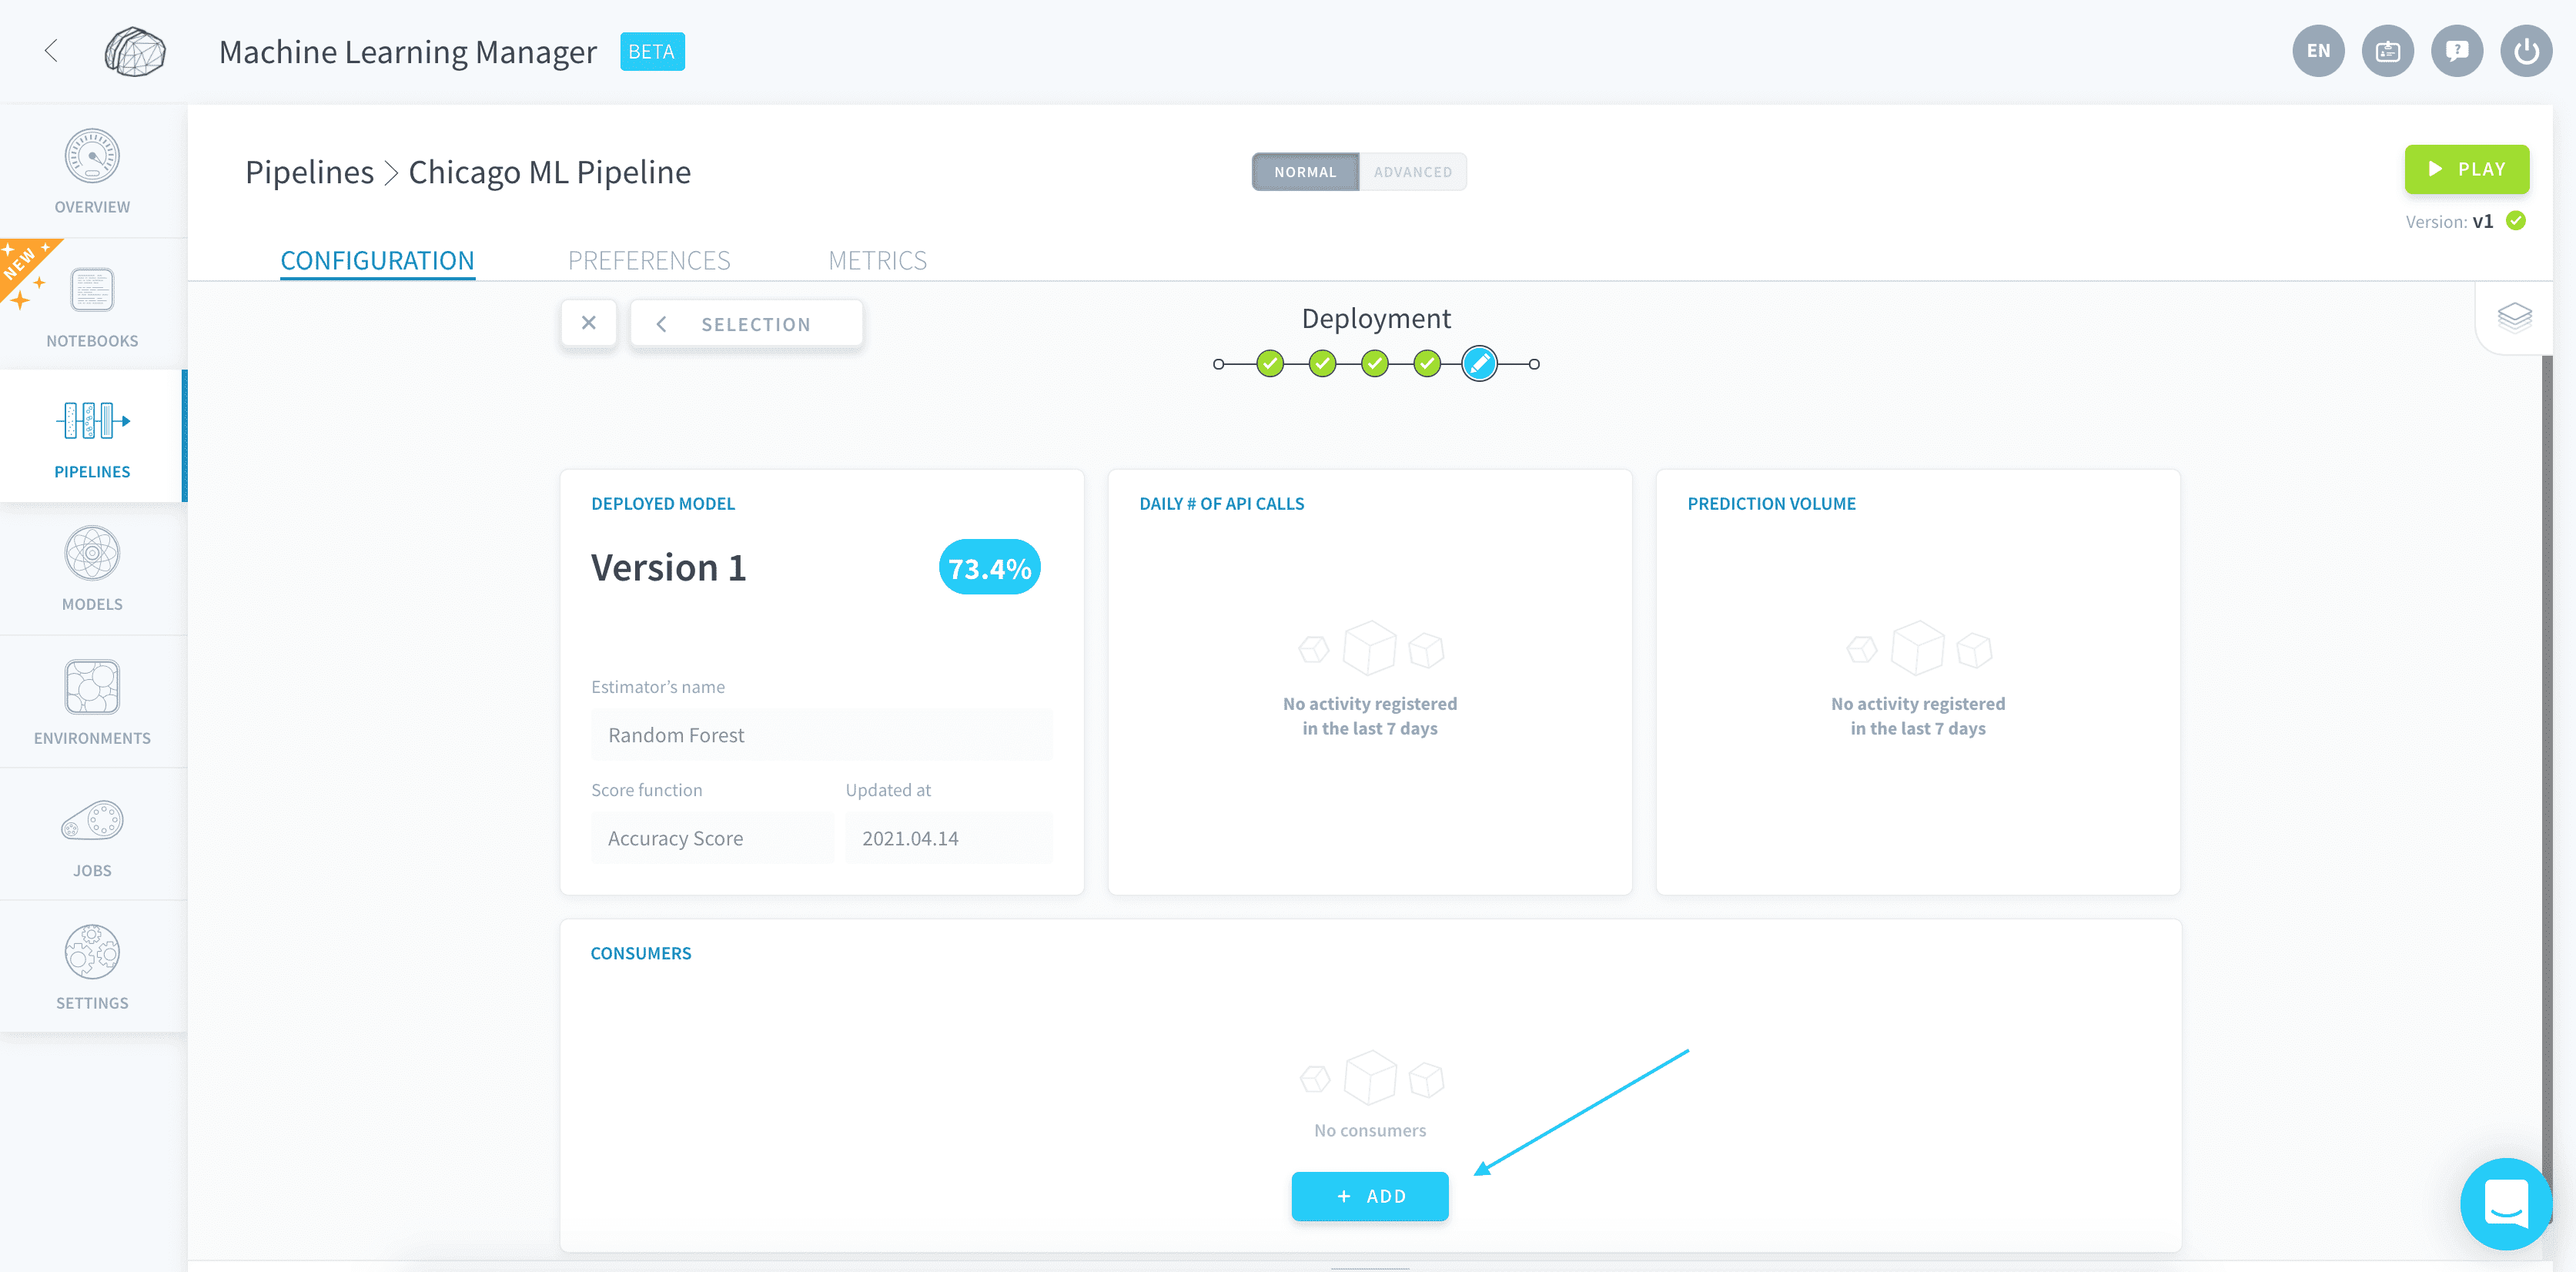 Machine Learning Manager BETA
EN
OVERVIEW
NEW
NOTEBOOKS
PIPELINES
MODELS
ENVIRONMENTS
JOBS
SETTINGS
Pipelines > Chicago ML Pipeline
NORMAL ADVANCED
PLAY
Version: v1
CONFIGURATION PREFERENCES METRICS
SELECTION
Deployment
DEPLOYED MODEL
Version 1 73.4%
Estimator’s name
Random Forest
Score function Updated at
Accuracy Score 2021.04.14
DAILY # OF API CALLS
No activity registered
in the last 7 days
PREDICTION VOLUME
No activity registered
in the last 7 days
CONSUMERS
No consumers
+ ADD